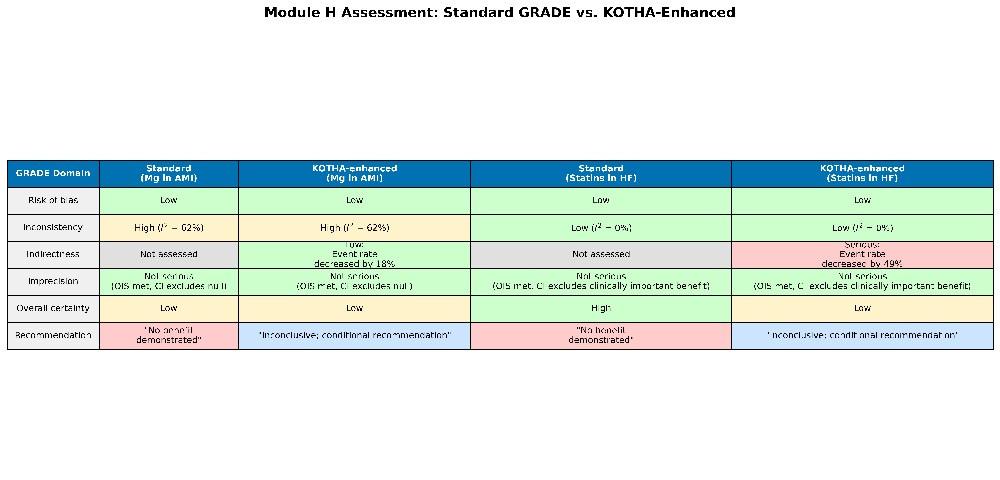 Module H Assessment: Standard GRADE vs. KOTHA-Enhanced
GRADE Domain
Standard
(Mg in AMI)
KOTHA-enhanced
(Mg in AMI)
Standard
(Statins in HF)
KOTHA-enhanced
(Statins in HF)
Risk of bias
Low
Low
Low
Low
Inconsistency
High (I² = 62%)
High (I² = 62%)
Low (I² = 0%)
Low (I² = 0%)
Indirectness
Not assessed
Low:
Event rate
decreased by 18%
Not assessed
Serious:
Event rate
decreased by 49%
Imprecision
Not serious
(OIS met, CI excludes null)
Not serious
(OIS met, CI excludes null)
Not serious
(OIS met, CI excludes clinically important benefit)
Not serious
(OIS met, CI excludes clinically important benefit)
Overall certainty
Low
Low
High
Low
Recommendation
"No benefit
demonstrated"
"Inconclusive; conditional recommendation"
"No benefit
demonstrated"
"Inconclusive; conditional recommendation"